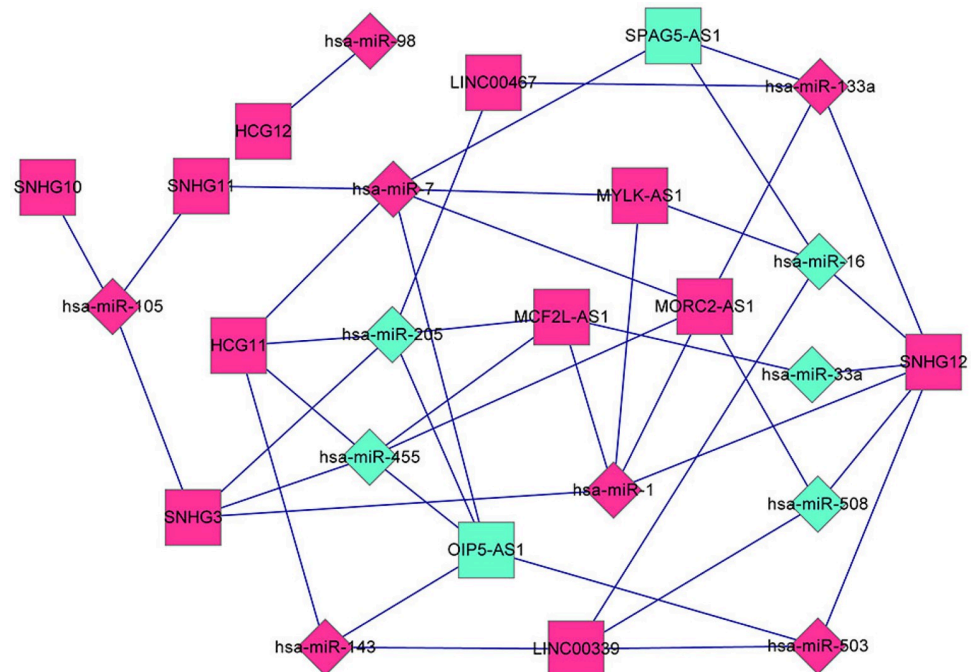 SPAG5-AS1
hsa-miR-98
LINC00467
hsa-miR-133a
HCG12
SNHG10
SNHG11
hsa-miR-7
MYLK-AS1
hsa-miR-16
hsa-miR-105
MORC2-AS1
MCF2L-AS1
hsa-miR-205
HCG11
SNHG12
hsa-miR-33a
hsa-miR-455
hsa-miR-1
hsa-miR-508
SNHG3
OIP5-AS1
hsa-miR-143
LINC00339
hsa-miR-503